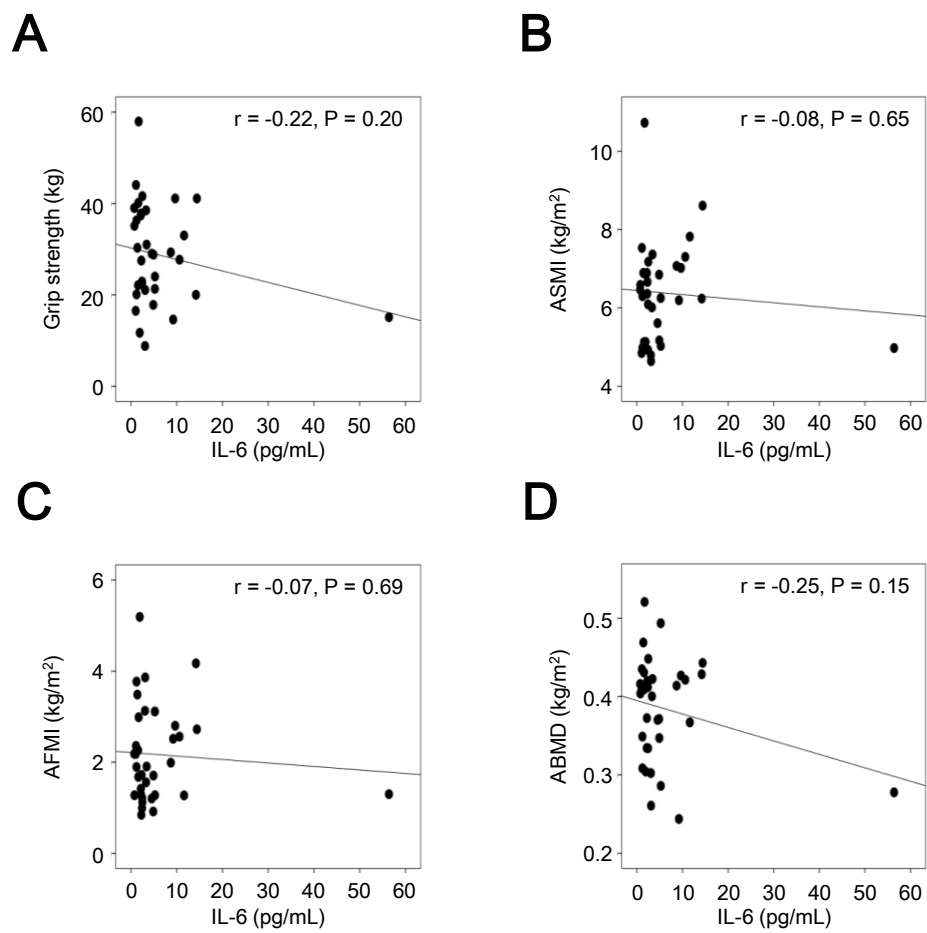 A
B
r = -0.22, P = 0.20
60
40
20
0
Grip strength (kg)
0 10 20 30 40 50 60
IL-6 (pg/mL)
r = -0.08, P = 0.65
10
8
6
4
ASMI (kg/m²)
0 10 20 30 40 50 60
IL-6 (pg/mL)
C
D
r = -0.07, P = 0.69
6
4
2
0
AFMI (kg/m²)
0 10 20 30 40 50 60
IL-6 (pg/mL)
r = -0.25, P = 0.15
0.5
0.4
0.3
0.2
ABMD (kg/m²)
0 10 20 30 40 50 60
IL-6 (pg/mL)